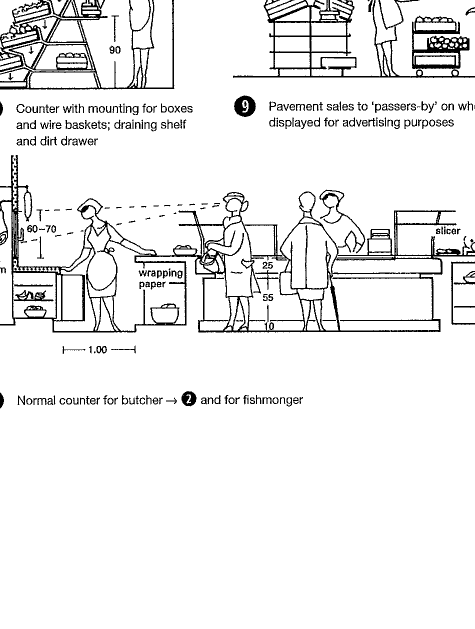 90
Counter with mounting for boxes
and wire baskets; draining shelf
and dirt drawer
9 Pavement sales to ‘passers-by’ on
displayed for advertising purposes
60–70
wrapping
paper
25
55
10
slicer
1.00
Normal counter for butcher → 2 and for fishmonger